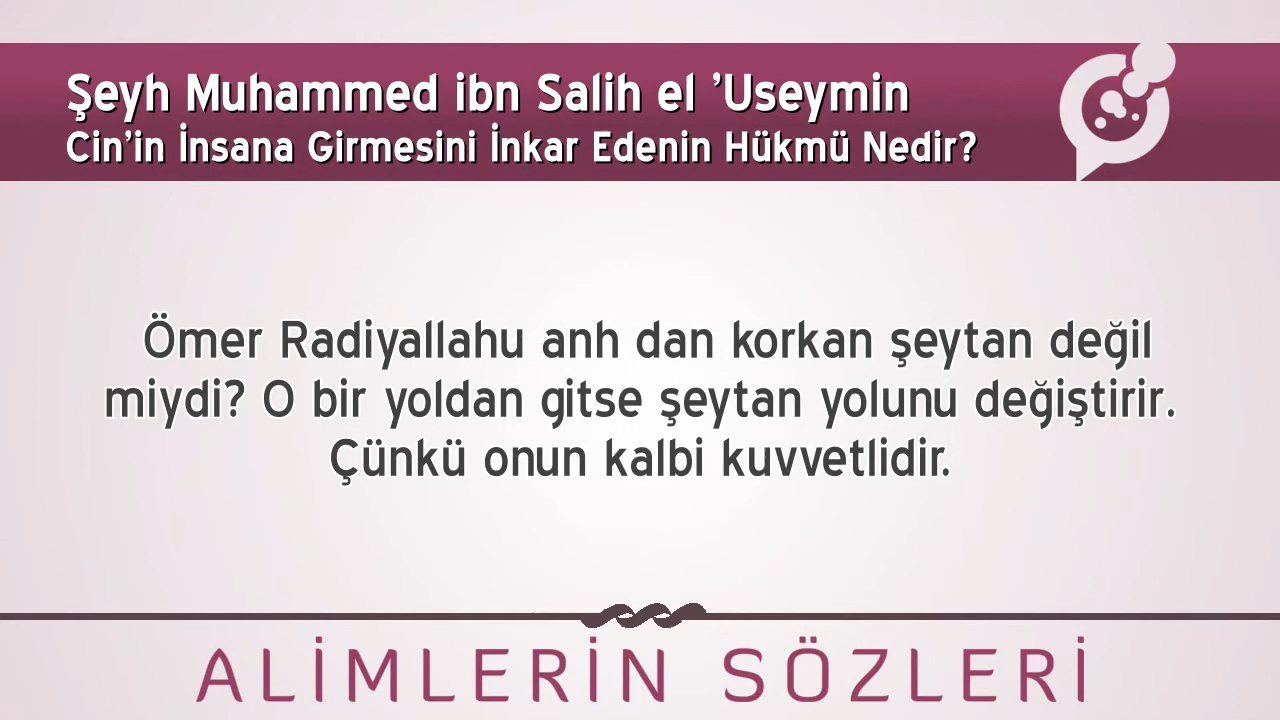 Şeyh Muhammed ibn Salih el ’Useymin
Cin’in İnsana Girmesini İnkar Edenin Hükmü Nedir?
Ömer Radiyallahu anh dan korkan şeytan değil
miydi? O bir yoldan gitse şeytan yolunu değiştirir.
Çünkü onun kalbi kuvvetlidir.
ALİMLERİN SÖZLERİ